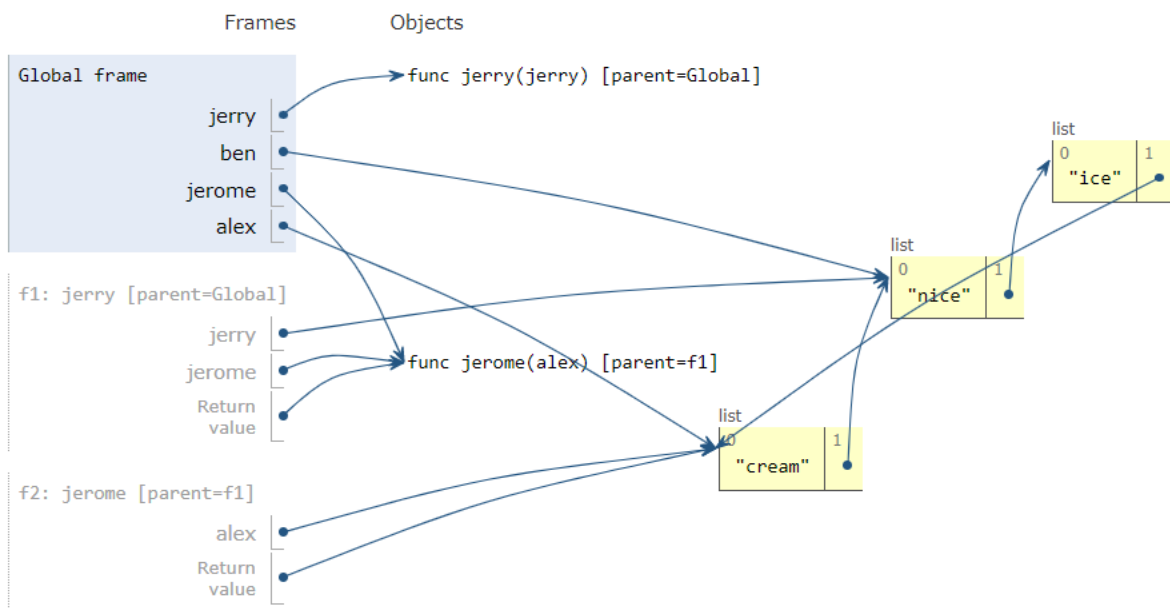 Frames Objects
Global frame
func jerry(jerry) [parent=Global]
jerry
ben
jerome
alex
list
0 1
"ice"
list
0 1
"nice"
f1: jerry [parent=Global]
jerry
jerome
func jerome(alex) [parent=f1]
Return
value
list
0 1
"cream"
f2: jerome [parent=f1]
alex
Return
value